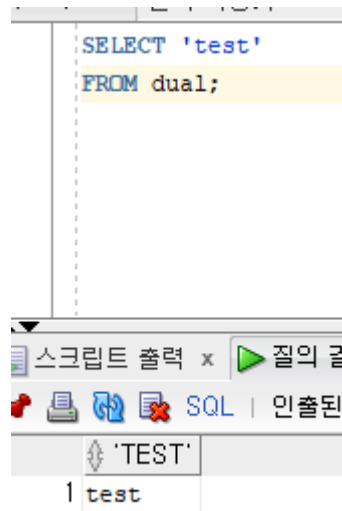 SELECT 'test'
FROM dual;
스크립트 출력 x 질의 결
SQL | 인출된
'TEST'
1 test